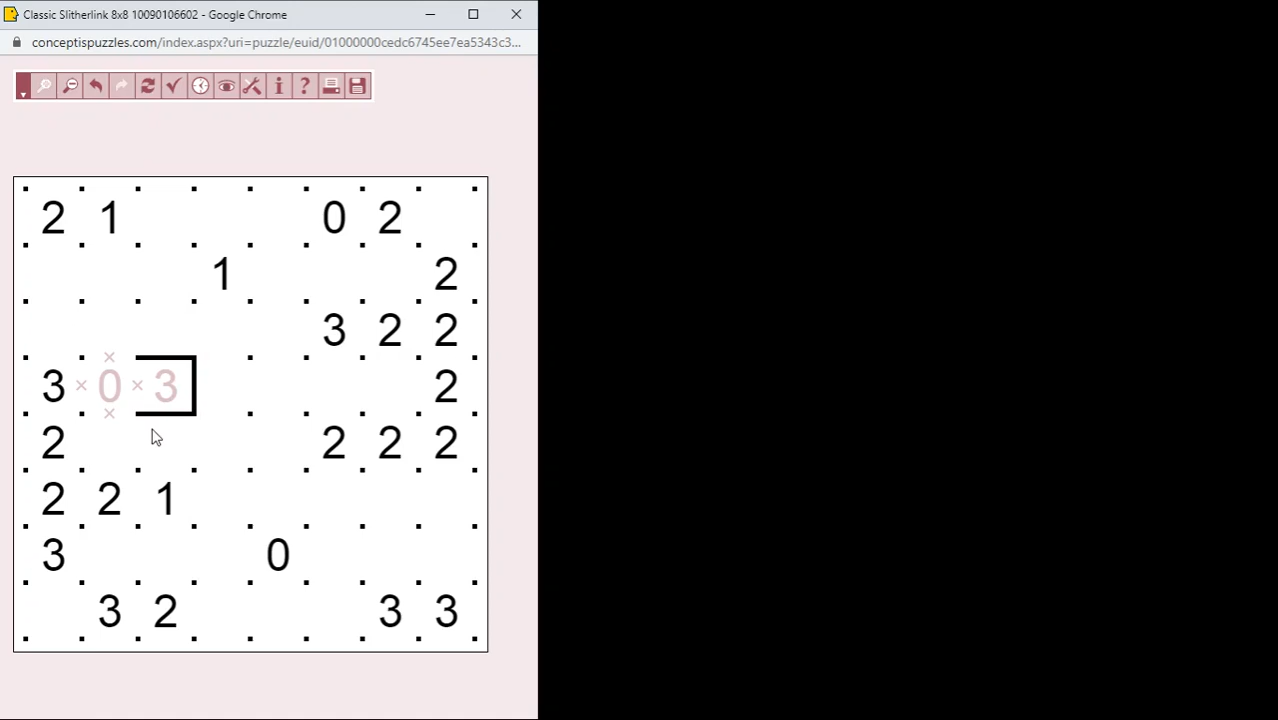 Classic Slitherlink 8x8 10090106602 - Google Chrome
conceptispuzzles.com/index.aspx?uri=puzzle/euid/01000000cedc6745ee7ea5343c3...
2 1 0 2
1 2
3 2 2
3 0 3 2
2 2 2 2
2 2 1
3 0
3 2 3 3